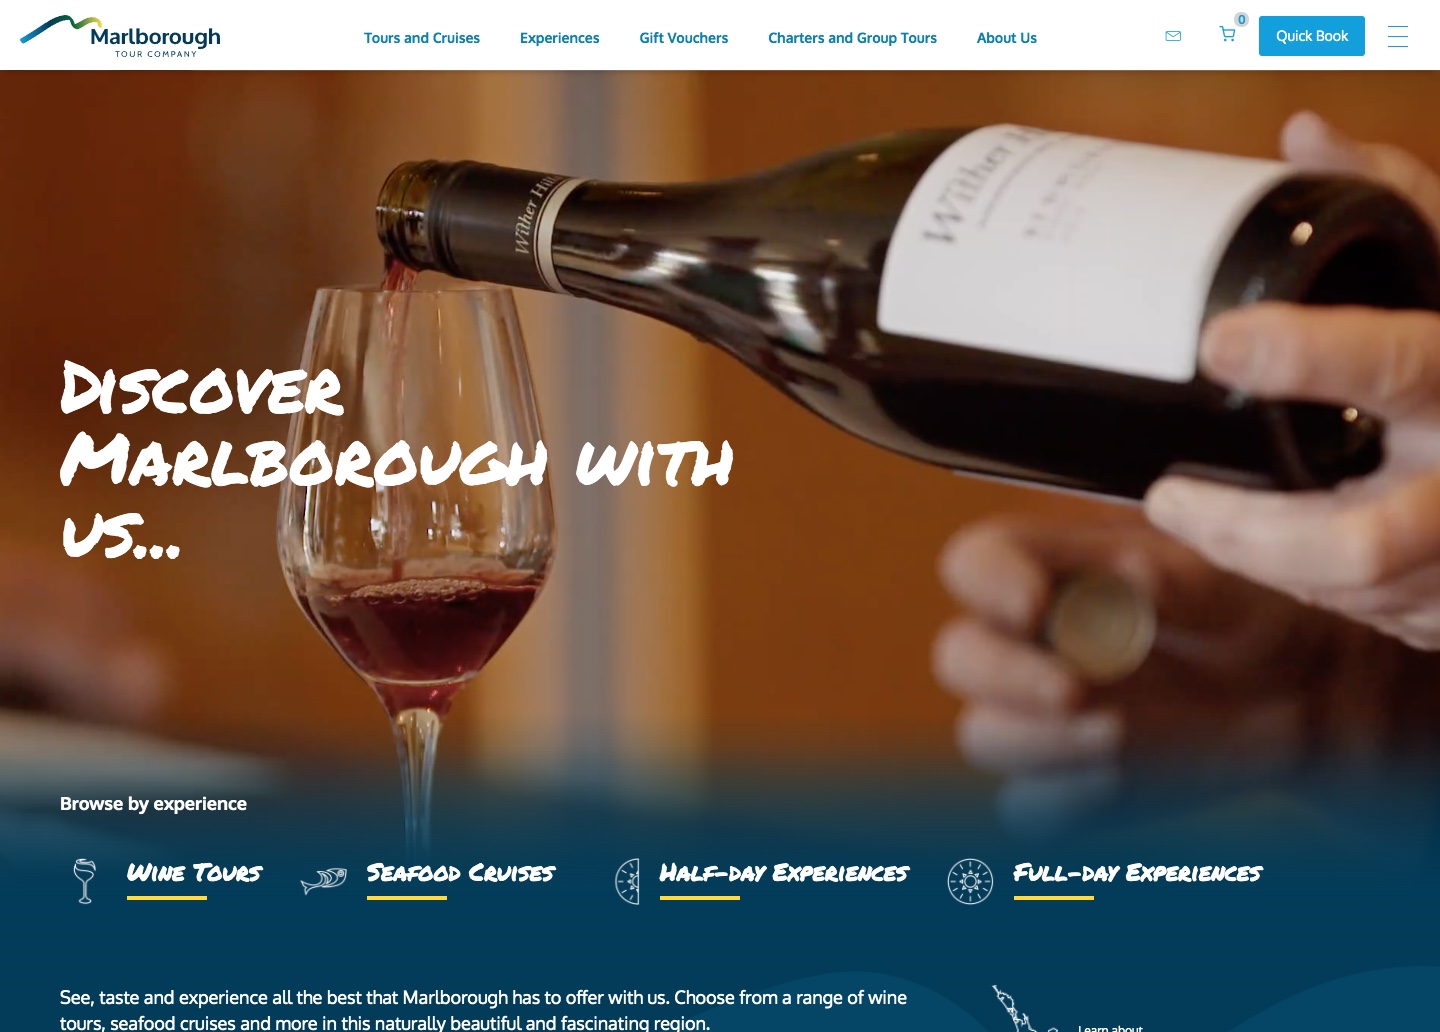 Marlborough
TOUR COMPANY
Tours and Cruises
Experiences
Gift Vouchers
Charters and Group Tours
About Us
0
Quick Book
Wither Hil
Wither H
Discover
Marlborough with
us...
Browse by experience
Wine Tours
Seafood Cruises
Half-day Experiences
Full-day Experiences
See, taste and experience all the best that Marlborough has to offer with us. Choose from a range of wine
tours, seafood cruises and more in this naturally beautiful and fascinating region.
Learn about